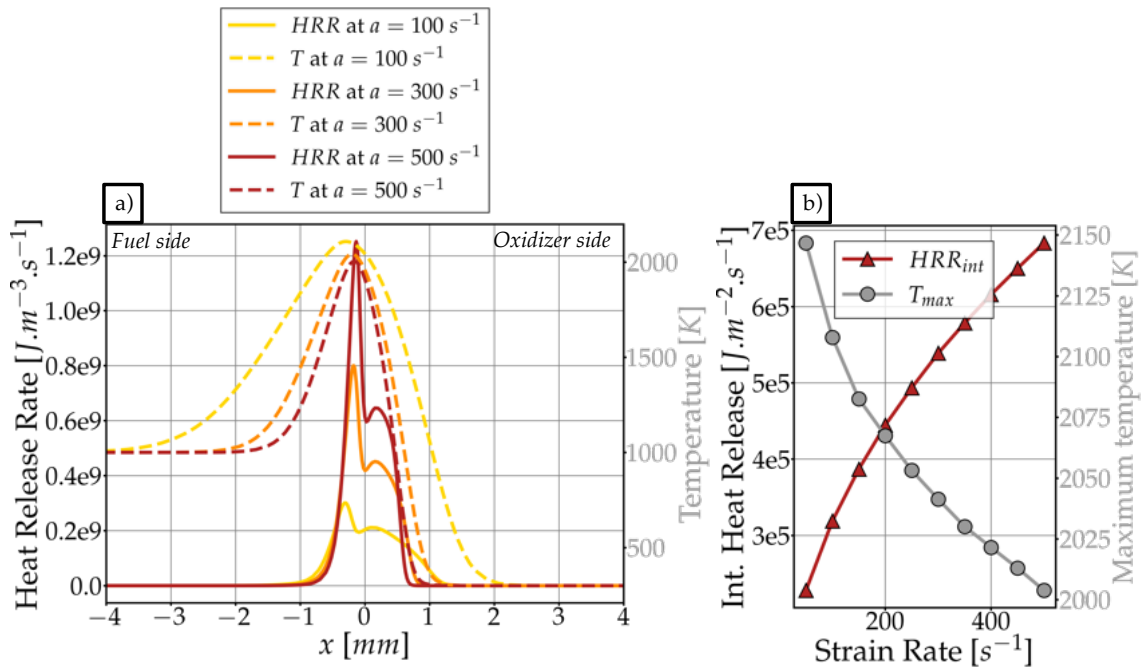 HRR at a = 100 s⁻¹
T at a = 100 s⁻¹
HRR at a = 300 s⁻¹
T at a = 300 s⁻¹
HRR at a = 500 s⁻¹
T at a = 500 s⁻¹
a)
Fuel side
Oxidizer side
Heat Release Rate [J.m⁻³.s⁻¹]
1.2e9
1.0e9
0.8e9
0.6e9
0.4e9
0.2e9
0.0
2000
1500
1000
500
Temperature [K]
−4 −3 −2 −1 0 1 2 3 4
x [mm]
b)
Int. Heat Release [J.m⁻².s⁻¹]
7e5
6e5
5e5
4e5
3e5
HRR_int
T_max
2150
2125
2100
2075
2050
2025
2000
Maximum temperature [K]
200 400
Strain Rate [s⁻¹]